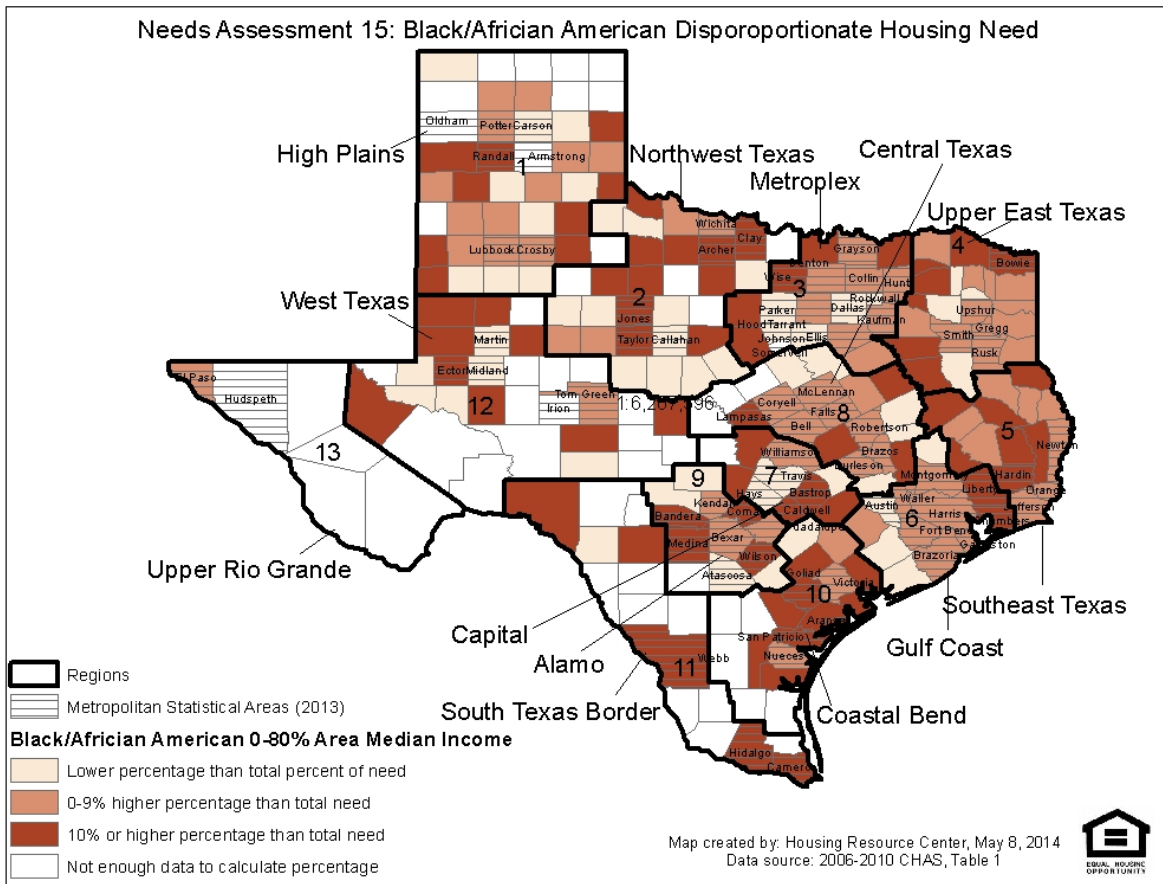 Needs Assessment 15: Black/African American Disporoportionate Housing Need
Oldham
Potter
Carson
High Plains
Randall
Armstrong
1
Northwest Texas
Central Texas
Metroplex
Upper East Texas
Wichita
Clay
Archer
Lubbock
Crosby
4
Bowie
Grayson
Denton
Wise
3
Collin
Hunt
Rockwall
Parker
Dallas
Kaufman
Hood
Tarrant
Johnson
Ellis
Somervell
Upshur
Gregg
Smith
Rusk
West Texas
2
Jones
Taylor
Callahan
Martin
Ector
Midland
El Paso
Hudspeth
12
Tom Green
Irion
1:6,267,596
13
McLennan
Coryell
Falls
8
Lampasas
Bell
Robertson
Brazos
Burleson
5
Newton
Hardin
Orange
Jefferson
Montgomery
Liberty
Chambers
Williamson
7
Travis
Hays
Bastrop
Caldwell
9
Kendall
Comal
Guadalupe
Bandera
Bexar
Medina
Wilson
Atascosa
Austin
Waller
6
Harris
Fort Bend
Galveston
Brazoria
Goliad
Victoria
10
Aransas
San Patricio
Nueces
Upper Rio Grande
Capital
Alamo
Southeast Texas
Gulf Coast
Coastal Bend
11
Webb
South Texas Border
Hidalgo
Cameron
Regions
Metropolitan Statistical Areas (2013)
Black/Africian American 0-80% Area Median Income
Lower percentage than total percent of need
0-9% higher percentage than total need
10% or higher percentage than total need
Not enough data to calculate percentage
Map created by: Housing Resource Center, May 8, 2014
Data source: 2006-2010 CHAS, Table 1
EQUAL HOUSING
OPPORTUNITY